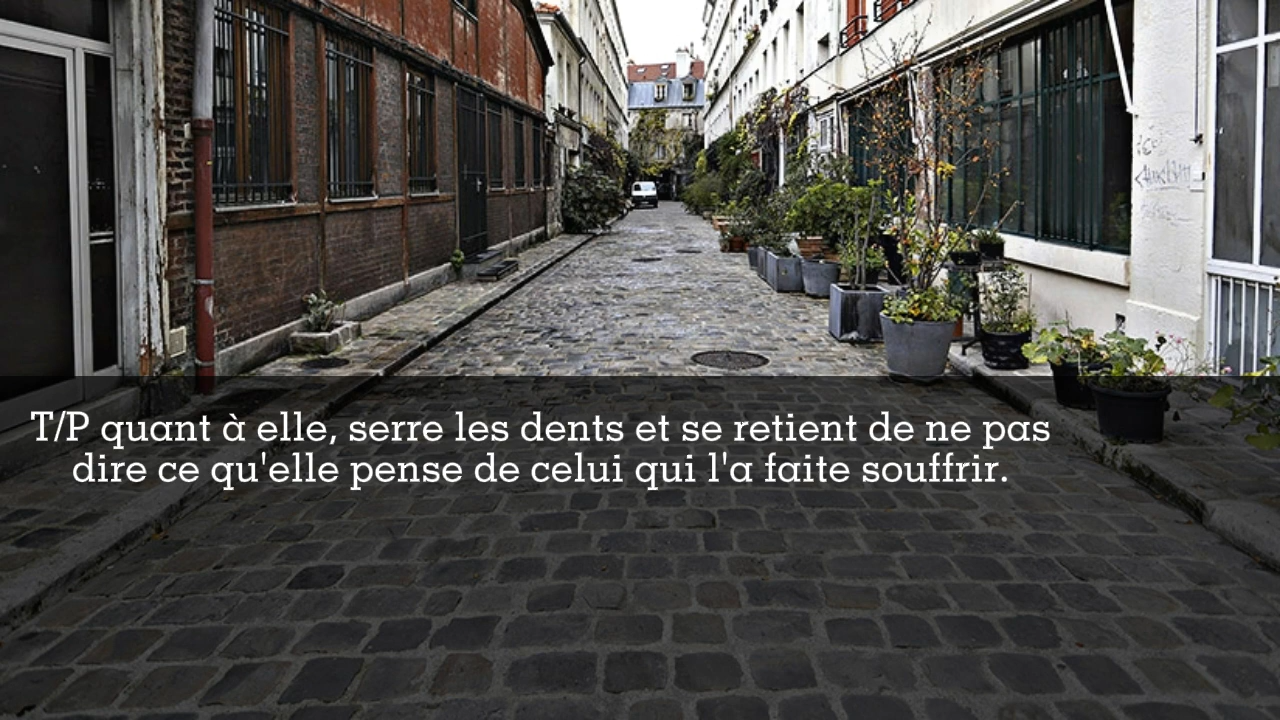 T/P quant à elle, serre les dents et se retient de ne pas
dire ce qu'elle pense de celui qui l'a faite souffrir.